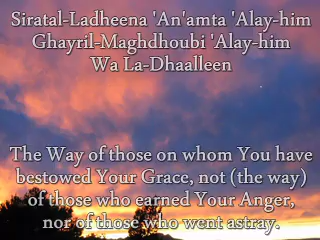 Siratal-Ladheena 'An'amta 'Alay-him
Ghayril-Maghdhoubi 'Alay-him
Wa La-Dhaalleen
The Way of those on whom You have
bestowed Your Grace, not (the way)
of those who earned Your Anger,
nor of those who went astray.